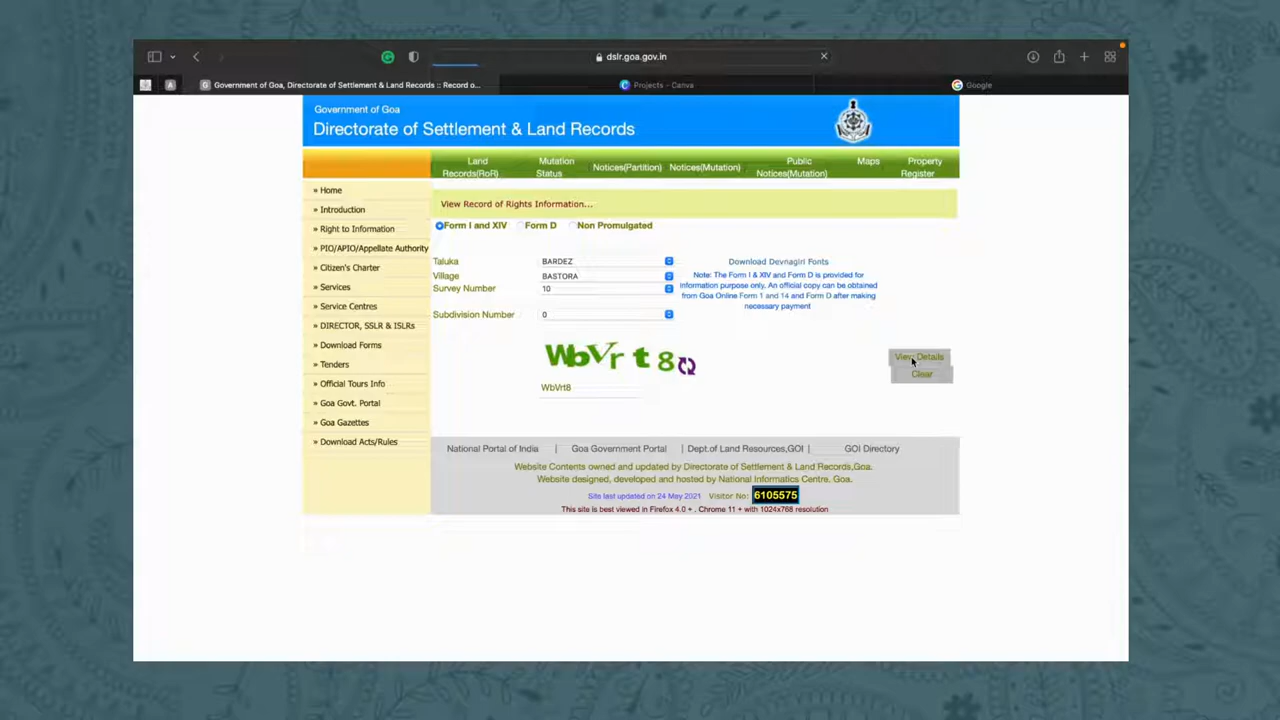 dslr.goa.gov.in
Government of Goa, Directorate of Settlement & Land Records :: Record o...
Projects - Canva
Google
Government of Goa
Directorate of Settlement & Land Records
Land Records(RoR)
Mutation Status
Notices(Partition)
Notices(Mutation)
Public Notices(Mutation)
Maps
Property Register
» Home
» Introduction
» Right to Information
» PIO/APIO/Appellate Authority
» Citizen's Charter
» Services
» Service Centres
» DIRECTOR, SSLR & ISLRs
» Download Forms
» Tenders
» Official Tours Info
» Goa Govt. Portal
» Goa Gazettes
» Download Acts/Rules
View Record of Rights Information...
Form I and XIV Form D Non Promulgated
Taluka BARDEZ
Village BASTORA
Survey Number 10
Subdivision Number 0
Download Devnagiri Fonts
Note: The Form I & XIV and Form D is provided for
information purpose only. An official copy can be obtained
from Goa Online Form 1 and 14 and Form D after making
necessary payment
WbVrt8
WbVrt8
View Details
Clear
National Portal of India | Goa Government Portal | Dept.of Land Resources,GOI | GOI Directory
Website Contents owned and updated by Directorate of Settlement & Land Records,Goa.
Website designed, developed and hosted by National Informatics Centre, Goa.
Site last updated on 24 May 2021 Visitor No: 6105575
This site is best viewed in Firefox 4.0 + . Chrome 11 + with 1024x768 resolution